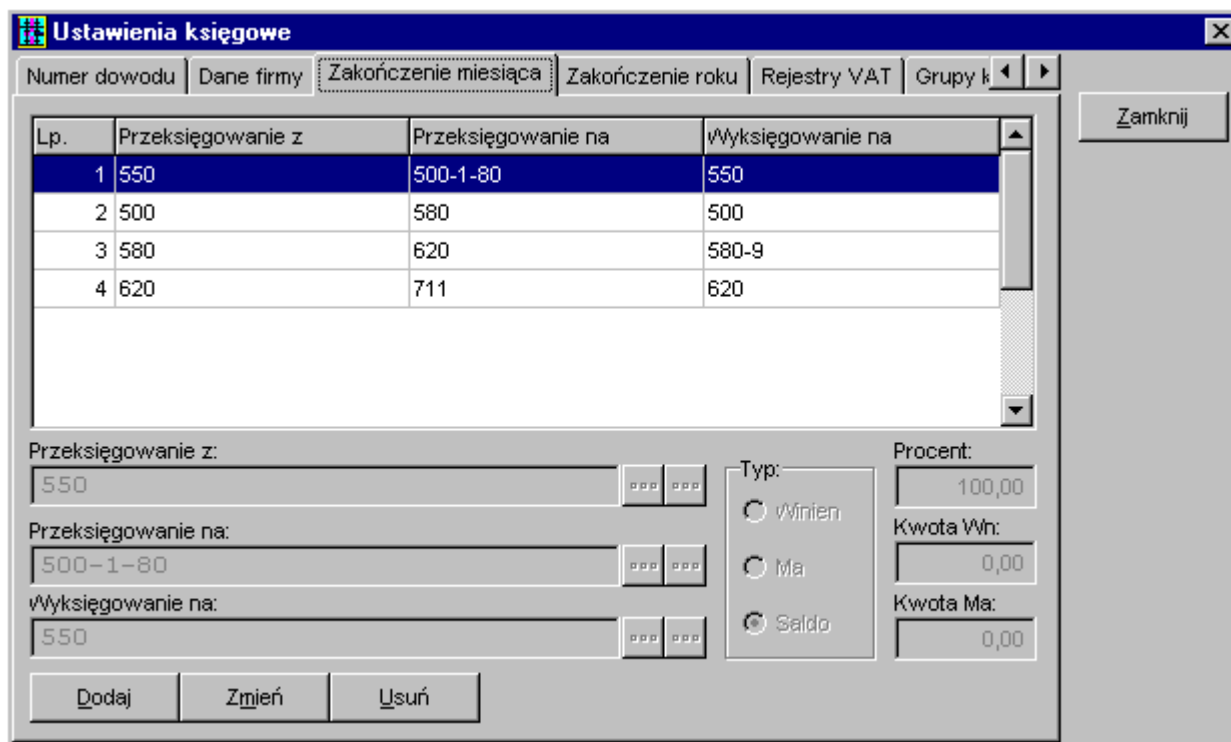 Ustawienia księgowe
Numer dowodu Dane firmy Zakończenie miesiąca Zakończenie roku Rejestry VAT Grupy k
Zamknij
Lp. Przeksięgowanie z Przeksięgowanie na Wyksięgowanie na
1 550 500-1-80 550
2 500 580 500
3 580 620 580-9
4 620 711 620
Przeksięgowanie z:
550
Przeksięgowanie na:
500-1-80
Wyksięgowanie na:
550
Typ:
Winien
Ma
Saldo
Procent:
100,00
Kwota Wn:
0,00
Kwota Ma:
0,00
Dodaj Zmień Usuń